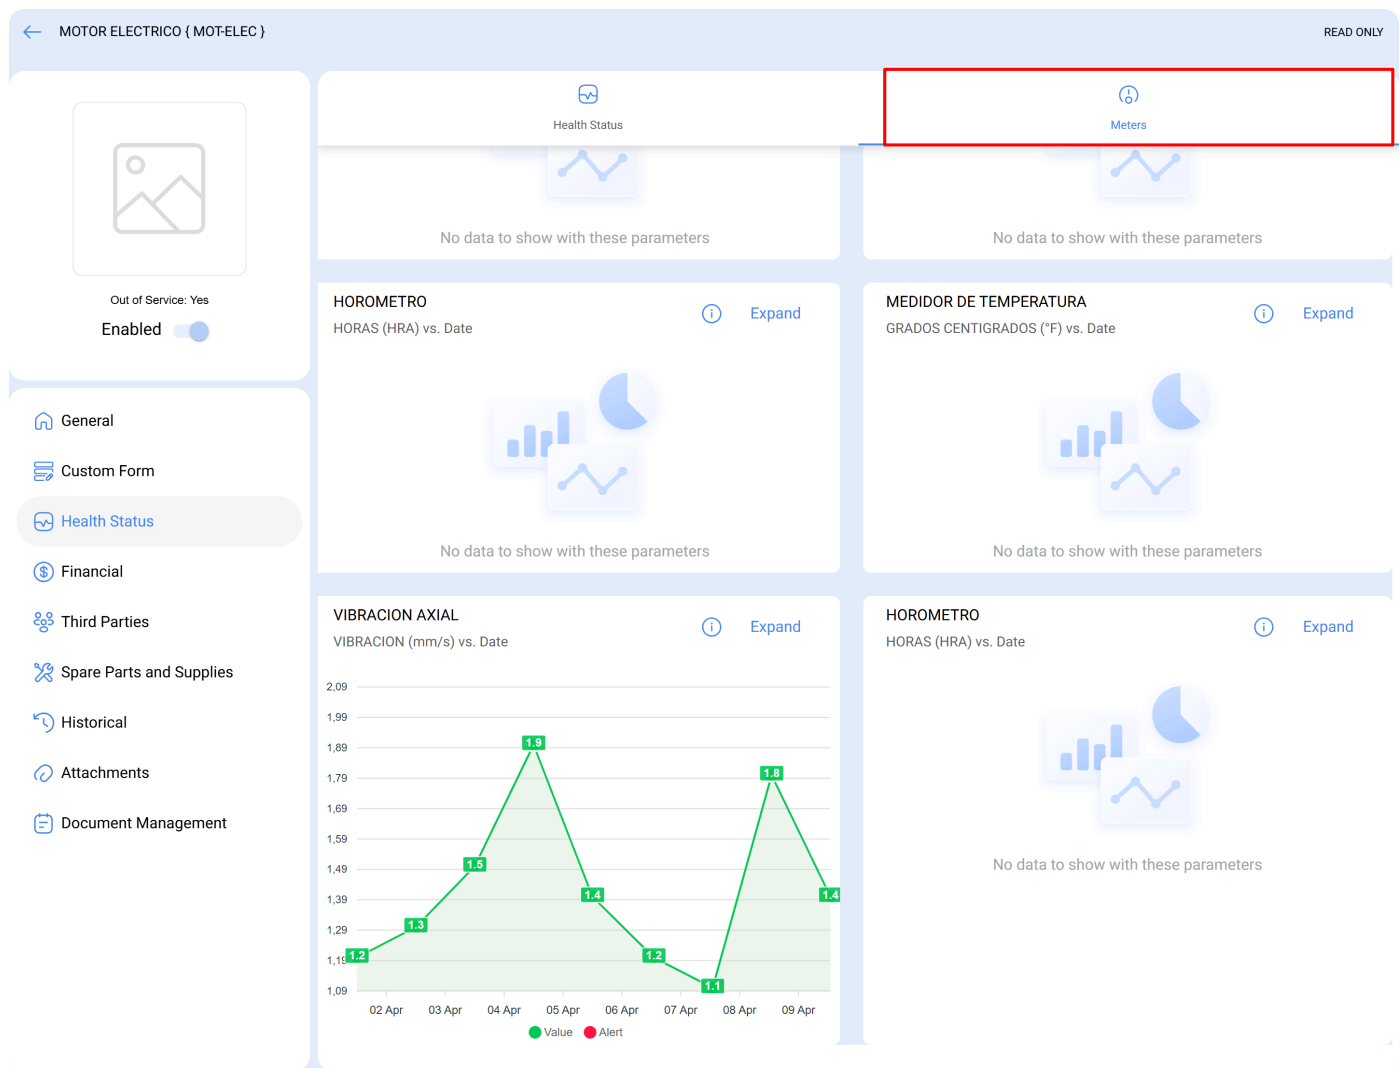 MOTOR ELECTRICO { MOT-ELEC }
READ ONLY
Out of Service: Yes
Enabled
General
Custom Form
Health Status
Financial
Third Parties
Spare Parts and Supplies
Historical
Attachments
Document Management
Health Status
Meters
No data to show with these parameters
No data to show with these parameters
HOROMETRO
HORAS (HRA) vs. Date
Expand
No data to show with these parameters
MEDIDOR DE TEMPERATURA
GRADOS CENTIGRADOS (°F) vs. Date
Expand
No data to show with these parameters
VIBRACION AXIAL
VIBRACION (mm/s) vs. Date
Expand
2,09
1,99
1,89
1,79
1,69
1,59
1,49
1,39
1,29
1,19
1,09
1.2
1.3
1.5
1.9
1.4
1.2
1.1
1.8
1.4
02 Apr 03 Apr 04 Apr 05 Apr 06 Apr 07 Apr 08 Apr 09 Apr
Value Alert
HOROMETRO
HORAS (HRA) vs. Date
Expand
No data to show with these parameters